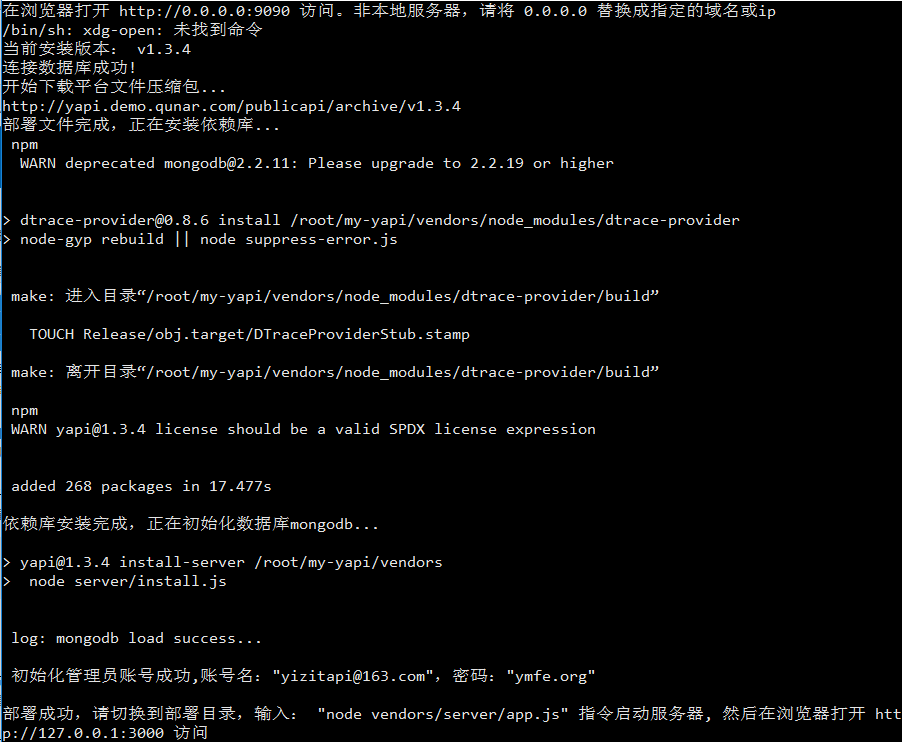 在浏览器打开 http://0.0.0.0:9090 访问。非本地服务器，请将 0.0.0.0 替换成指定的域名或ip
/bin/sh: xdg-open: 未找到命令
当前安装版本： v1.3.4
连接数据库成功!
开始下载平台文件压缩包...
http://yapi.demo.qunar.com/publicapi/archive/v1.3.4
部署文件完成，正在安装依赖库...
npm
WARN deprecated mongodb@2.2.11: Please upgrade to 2.2.19 or higher
> dtrace-provider@0.8.6 install /root/my-yapi/vendors/node_modules/dtrace-provider
> node-gyp rebuild || node suppress-error.js
make: 进入目录“/root/my-yapi/vendors/node_modules/dtrace-provider/build”
TOUCH Release/obj.target/DTraceProviderStub.stamp
make: 离开目录“/root/my-yapi/vendors/node_modules/dtrace-provider/build”
npm
WARN yapi@1.3.4 license should be a valid SPDX license expression
added 268 packages in 17.477s
依赖库安装完成，正在初始化数据库mongodb...
> yapi@1.3.4 install-server /root/my-yapi/vendors
> node server/install.js
log: mongodb load success...
初始化管理员账号成功,账号名："yizitapi@163.com"，密码："ymfe.org"
部署成功，请切换到部署目录，输入： "node vendors/server/app.js" 指令启动服务器, 然后在浏览器打开 htt
p://127.0.0.1:3000 访问